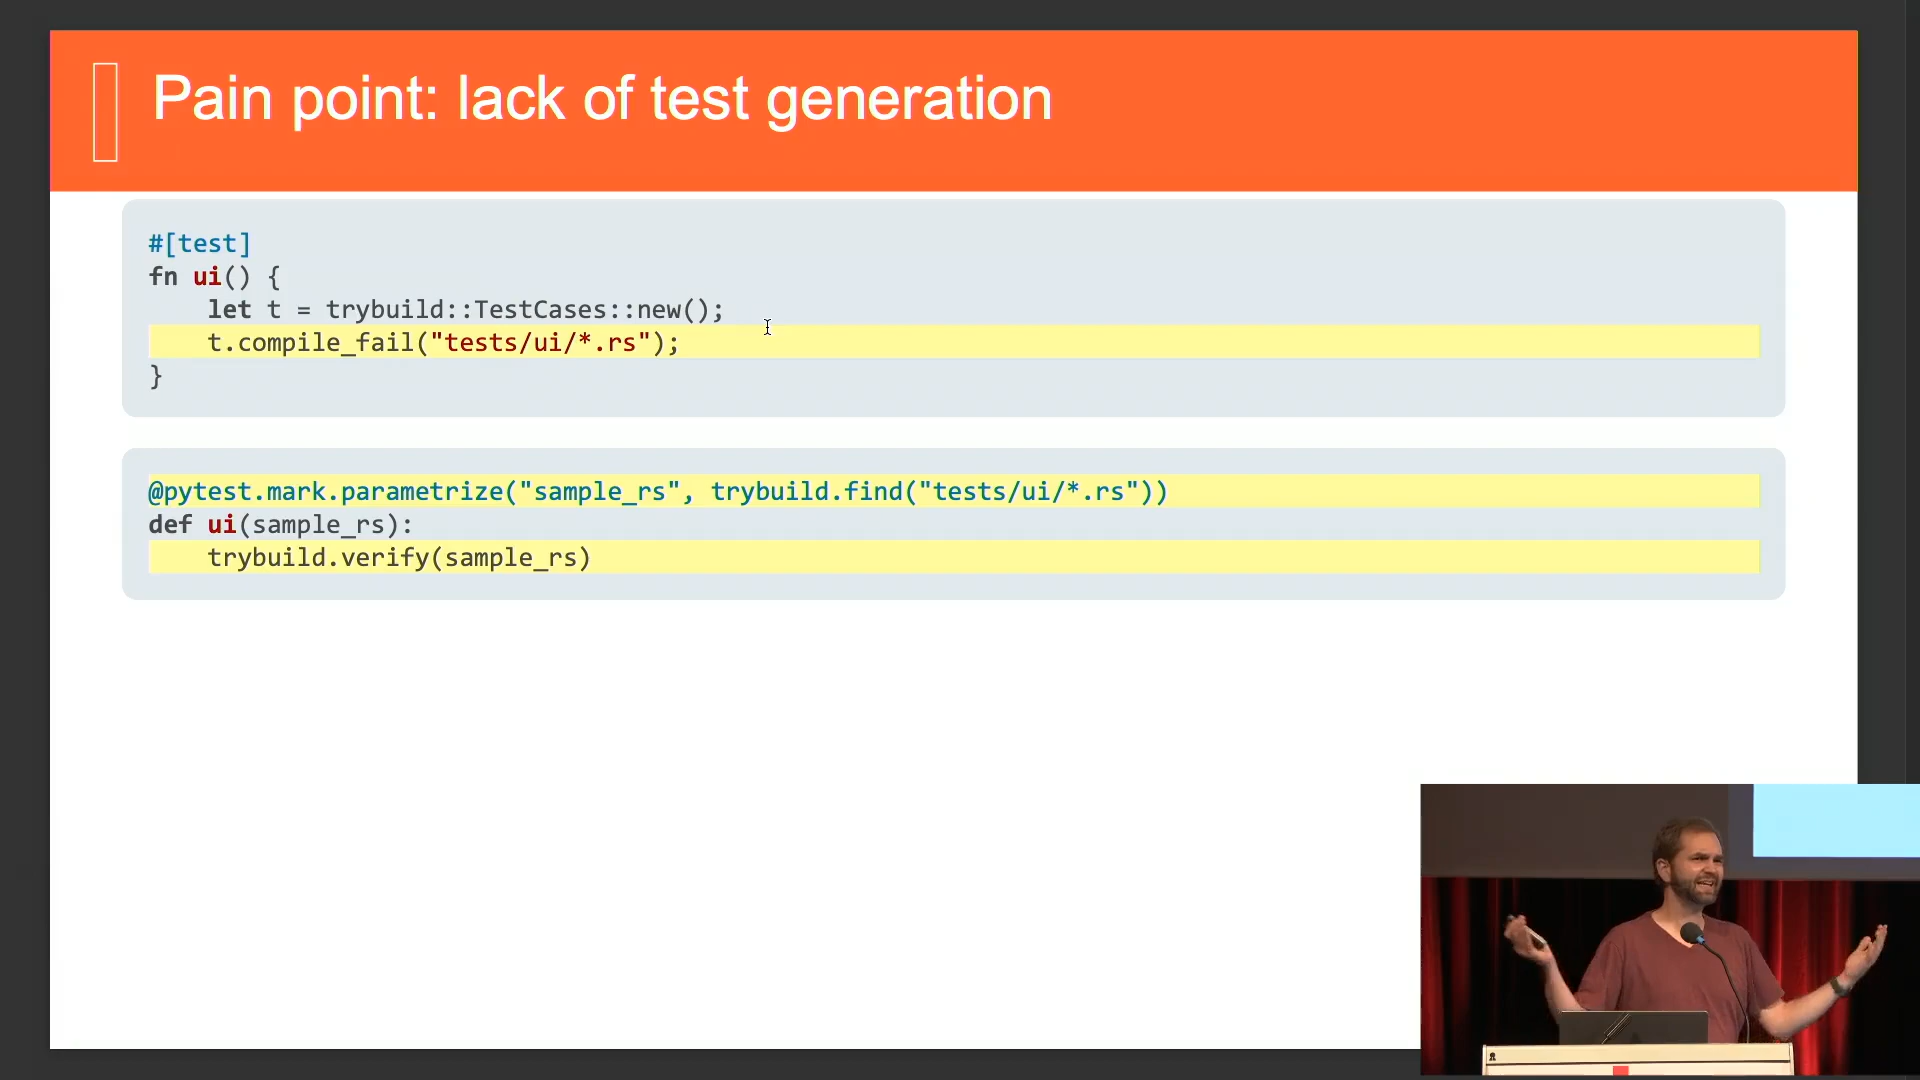 Pain point: lack of test generation
#[test]
fn ui() {
    let t = trybuild::TestCases::new();
    t.compile_fail("tests/ui/*.rs");
}
@pytest.mark.parametrize("sample_rs", trybuild.find("tests/ui/*.rs"))
def ui(sample_rs):
    trybuild.verify(sample_rs)